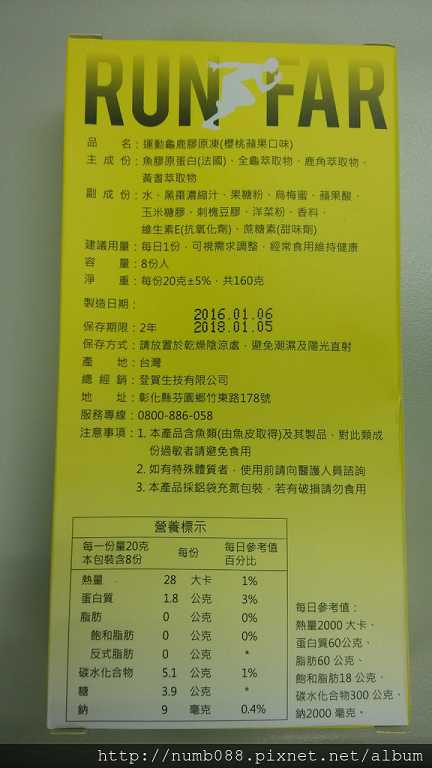 RUN FAR
品名：運動龜鹿膠原凍(櫻桃蘋果口味)
主成份：魚膠原蛋白(法國)、全龜萃取物、鹿角萃取物、
黃耆萃取物
副成份：水、黑棗濃縮汁、果糖粉、烏梅蜜、蘋果酸、
玉米糖膠、刺槐豆膠、洋菜粉、香料、
維生素E(抗氧化劑)、蔗糖素(甜味劑)
建議用量：每日1份，可視需求調整，經常食用維持健康
容量：8份入
淨重：每份20克±5%，共160克
製造日期：
2016.01.06
保存期限：2年 2018.01.05
保存方式：請放置於乾燥陰涼處，避免潮濕及陽光直射
產地：台灣
總經銷：登賀生技有限公司
地址：彰化縣芬園鄉竹東路178號
服務專線：0800-886-058
注意事項：1. 本產品含魚類(由魚皮取得)及其製品，對此類成
份過敏者請避免食用
2. 如有特殊體質者，使用前請向醫護人員諮詢
3. 本產品採鋁袋充氮包裝，若有破損請勿食用
營養標示
每一份量20克
本包裝含8份
每份
每日參考值
百分比
熱量 28 大卡 1%
蛋白質 1.8 公克 3%
脂肪 0 公克 0%
飽和脂肪 0 公克 0%
反式脂肪 0 公克 *
碳水化合物 5.1 公克 1%
糖 3.9 公克 *
鈉 9 毫克 0.4%
每日參考值：
熱量2000 大卡、
蛋白質60公克、
脂肪60 公克、
飽和脂肪18 公克、
碳水化合物300 公克、
鈉2000 毫克。
http://numb088.pixnet.net/album